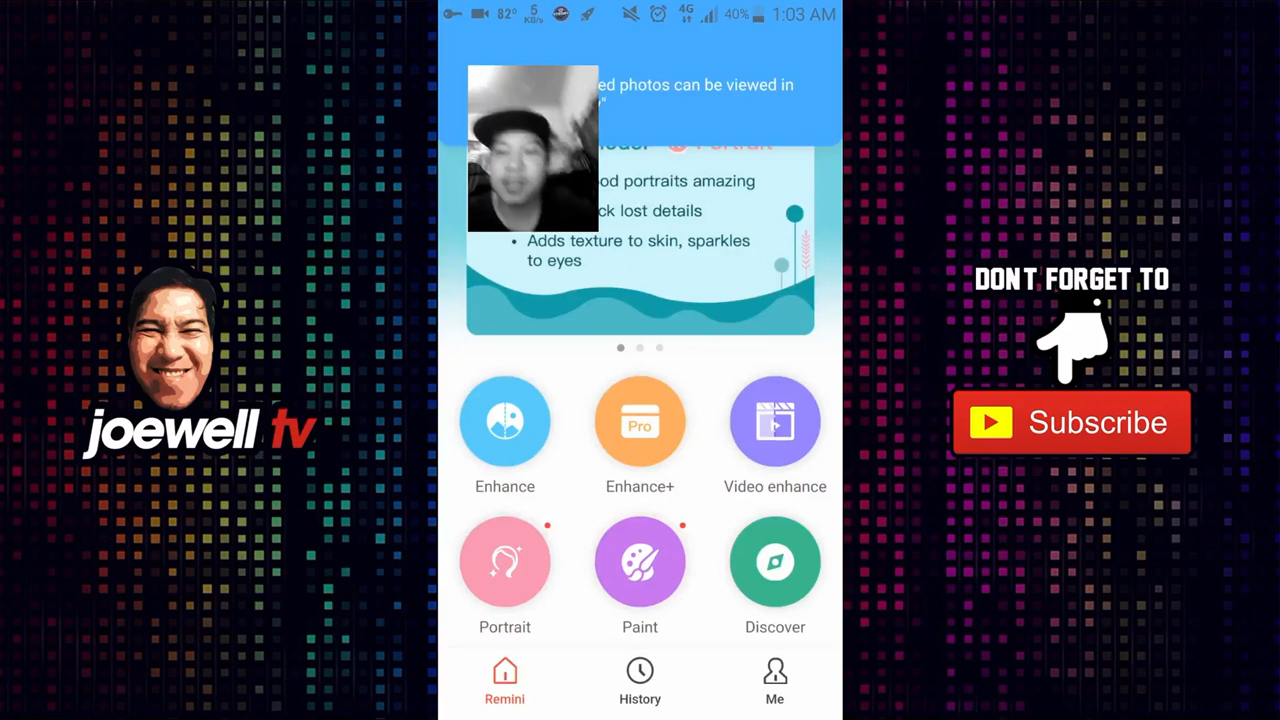 82°
5
KB/s
4G
40%
1:03 AM
ed photos can be viewed in
"
Portrait
od portraits amazing
ck lost details
• Adds texture to skin, sparkles
to eyes
DONT FORGET TO
Subscribe
joewell tv
Pro
Enhance
Enhance+
Video enhance
Portrait
Paint
Discover
Remini
History
Me